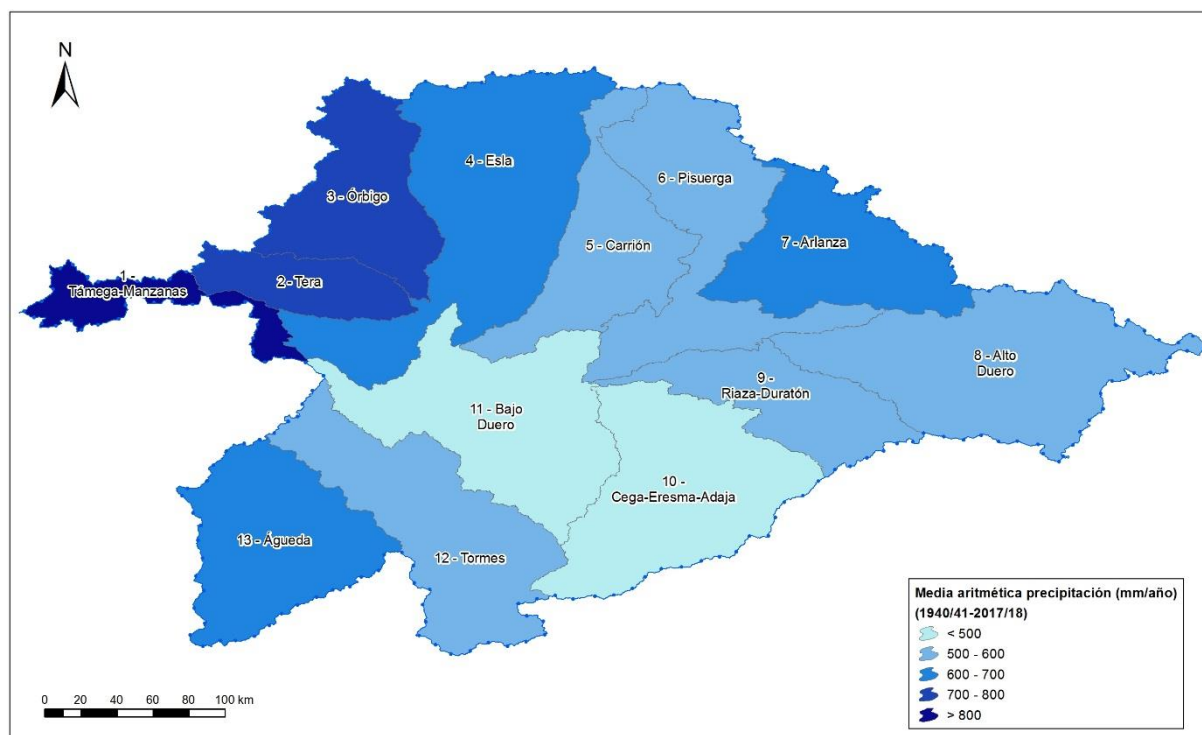 N
4 - Esla
6 - Pisuerga
3 - Órbigo
7 - Arlanza
5 - Carrión
1 -
Támega-Manzanas
2 - Tera
8 - Alto
Duero
9 -
Riaza-Duratón
11 - Bajo
Duero
10 -
Cega-Eresma-Adaja
13 - Águeda
12 - Tormes
Media aritmética precipitación (mm/año)
(1940/41-2017/18)
< 500
500 - 600
600 - 700
700 - 800
> 800
0 20 40 60 80 100 km